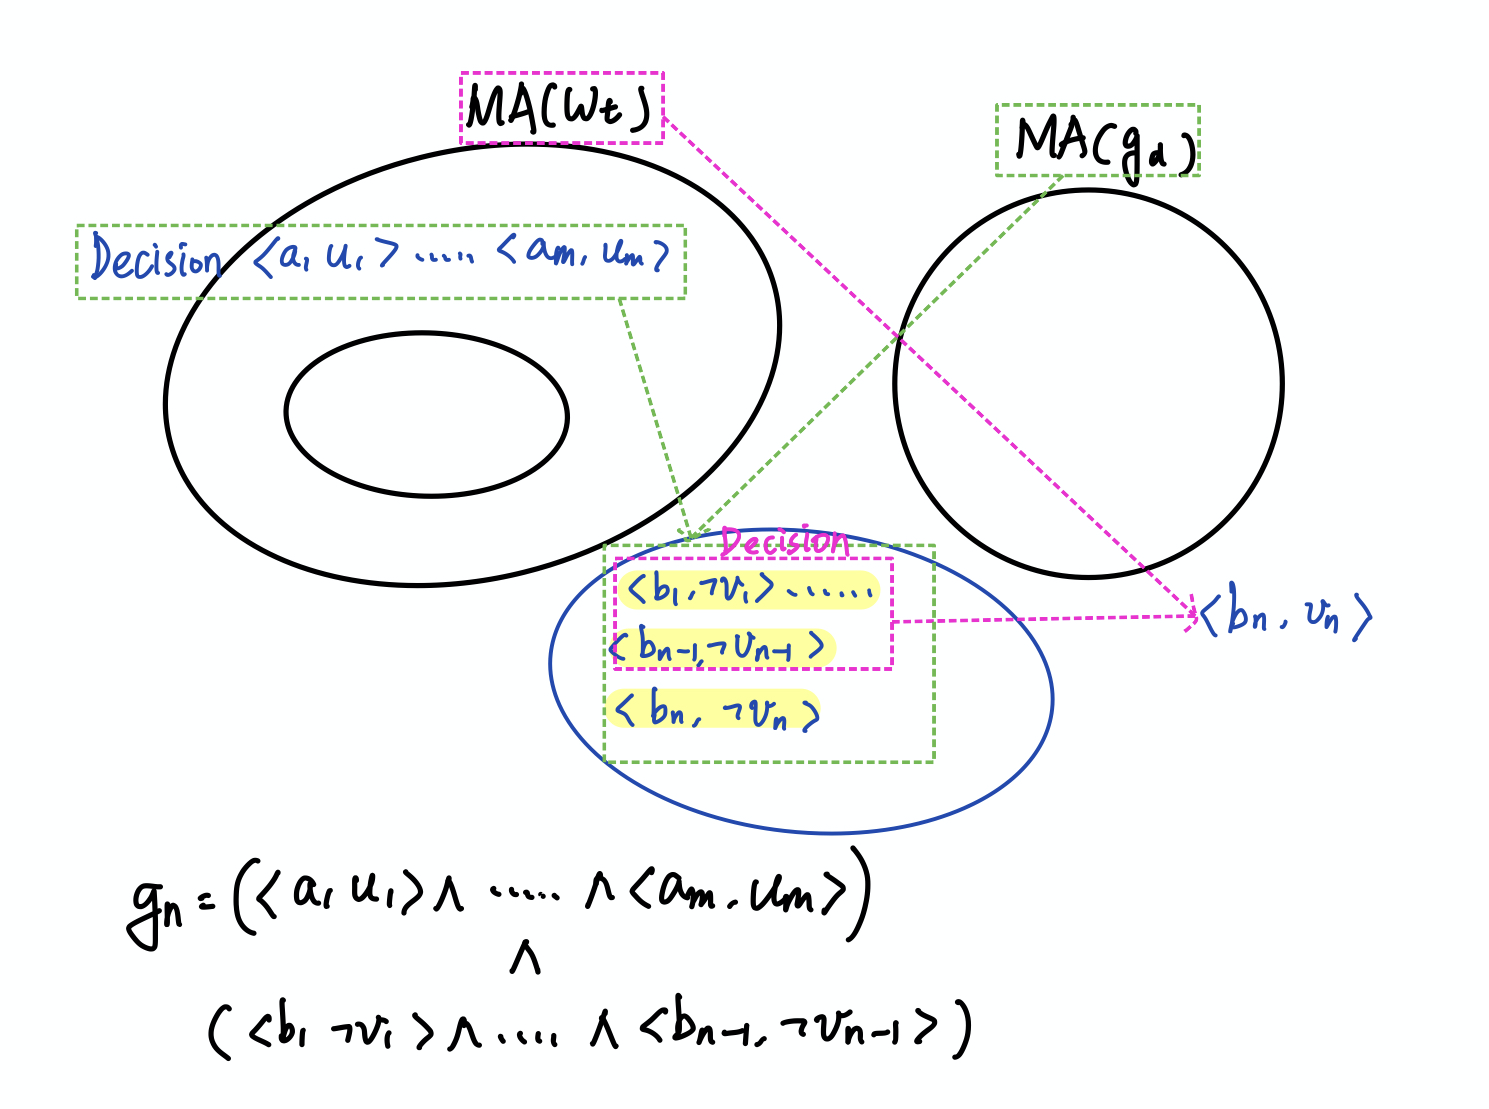 MA(Wt)
MA(gd)
Decision <a1 u1> ..... <am, um>
Decision
<b1, ¬v1> ......
<bn-1, ¬vn-1>
<bn, vn>
<bn, ¬vn>
gn = (<a1 u1> ∧ ..... ∧ <am, um>)
∧
(<b1 ¬v1> ∧ .... ∧ <bn-1, ¬vn-1>)